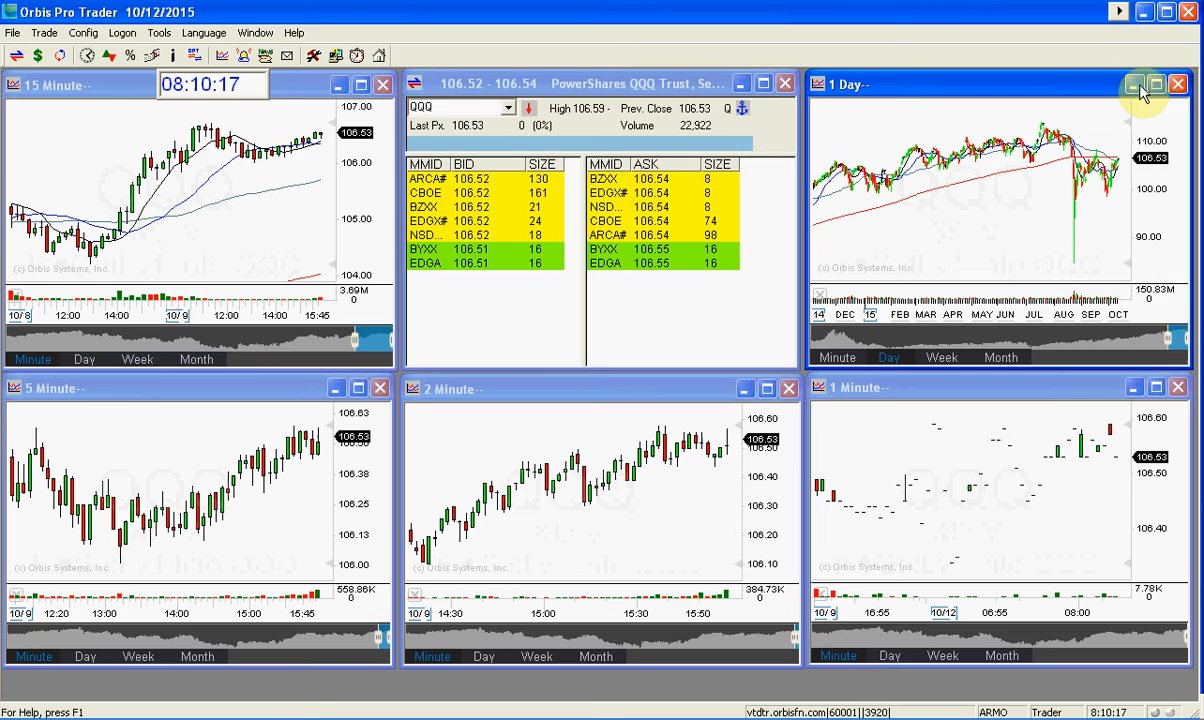 Orbis Pro Trader 10/12/2015
File Trade Config Logon Tools Language Window Help
15 Minute--
08:10:17
107.00
106.53
106.00
105.00
104.00
(c) Orbis Systems, Inc.
3.69M
0
10/8 12:00 14:00 10/9 12:00 14:00 15:45
Minute Day Week Month
106.52 - 106.54 PowerShares QQQ Trust, Se...
QQQ High 106.59- Prev. Close 106.53 Q
Last Px. 106.53 0 (0%) Volume 22,922
MMID BID SIZE MMID ASK SIZE
ARCA# 106.52 130 BZXX 106.54 8
CBOE 106.52 161 EDGX# 106.54 8
BZXX 106.52 21 NSD... 106.54 8
EDGX# 106.52 24 CBOE 106.54 74
NSD... 106.52 18 ARCA# 106.54 98
BYXX 106.51 16 BYXX 106.55 16
EDGA 106.51 16 EDGA 106.55 16
1 Day--
110.00
106.53
100.00
90.00
(c) Orbis Systems, Inc.
150.83M
0
14 DEC 15 FEB MAR APR MAY JUN JUL AUG SEP OCT
Minute Day Week Month
5 Minute--
106.63
106.53
106.38
106.25
106.13
106.00
(c) Orbis Systems, Inc.
558.86K
0
10/9 12:20 13:00 15:00 15:45
Minute Day Week Month
2 Minute--
106.60
106.53
106.50
106.40
106.30
106.20
106.10
(c) Orbis Systems, Inc.
384.73K
0
10/9 14:30 15:00 15:50
Minute Day Week Month
1 Minute--
106.60
106.53
106.50
106.40
(c) Orbis Systems, Inc.
7.78K
0
10/9 16:55 10/12 06:55 08:00
Minute Day Week Month
For Help, press F1
vtdtr.orbisfn.com|60001||3920| ARMO Trader 8:10:17